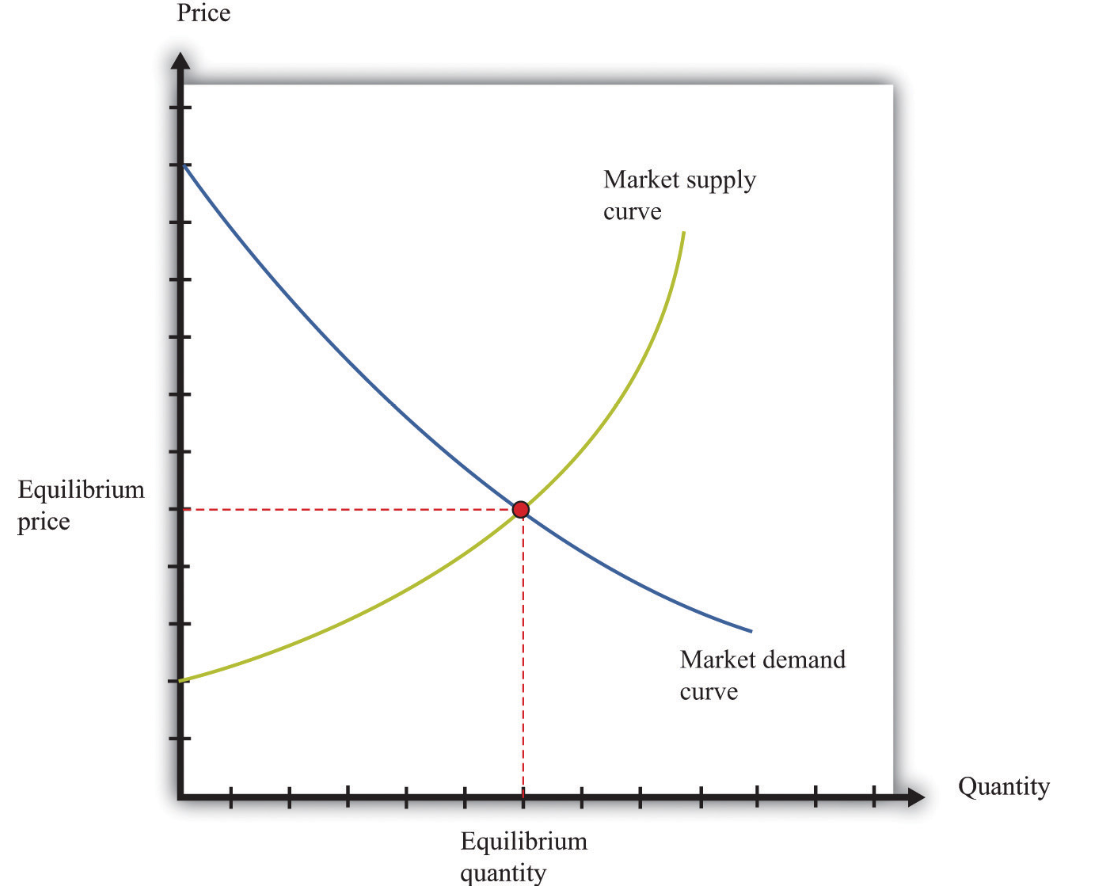 Price
Market supply
curve
Equilibrium
price
Market demand
curve
Quantity
Equilibrium
quantity